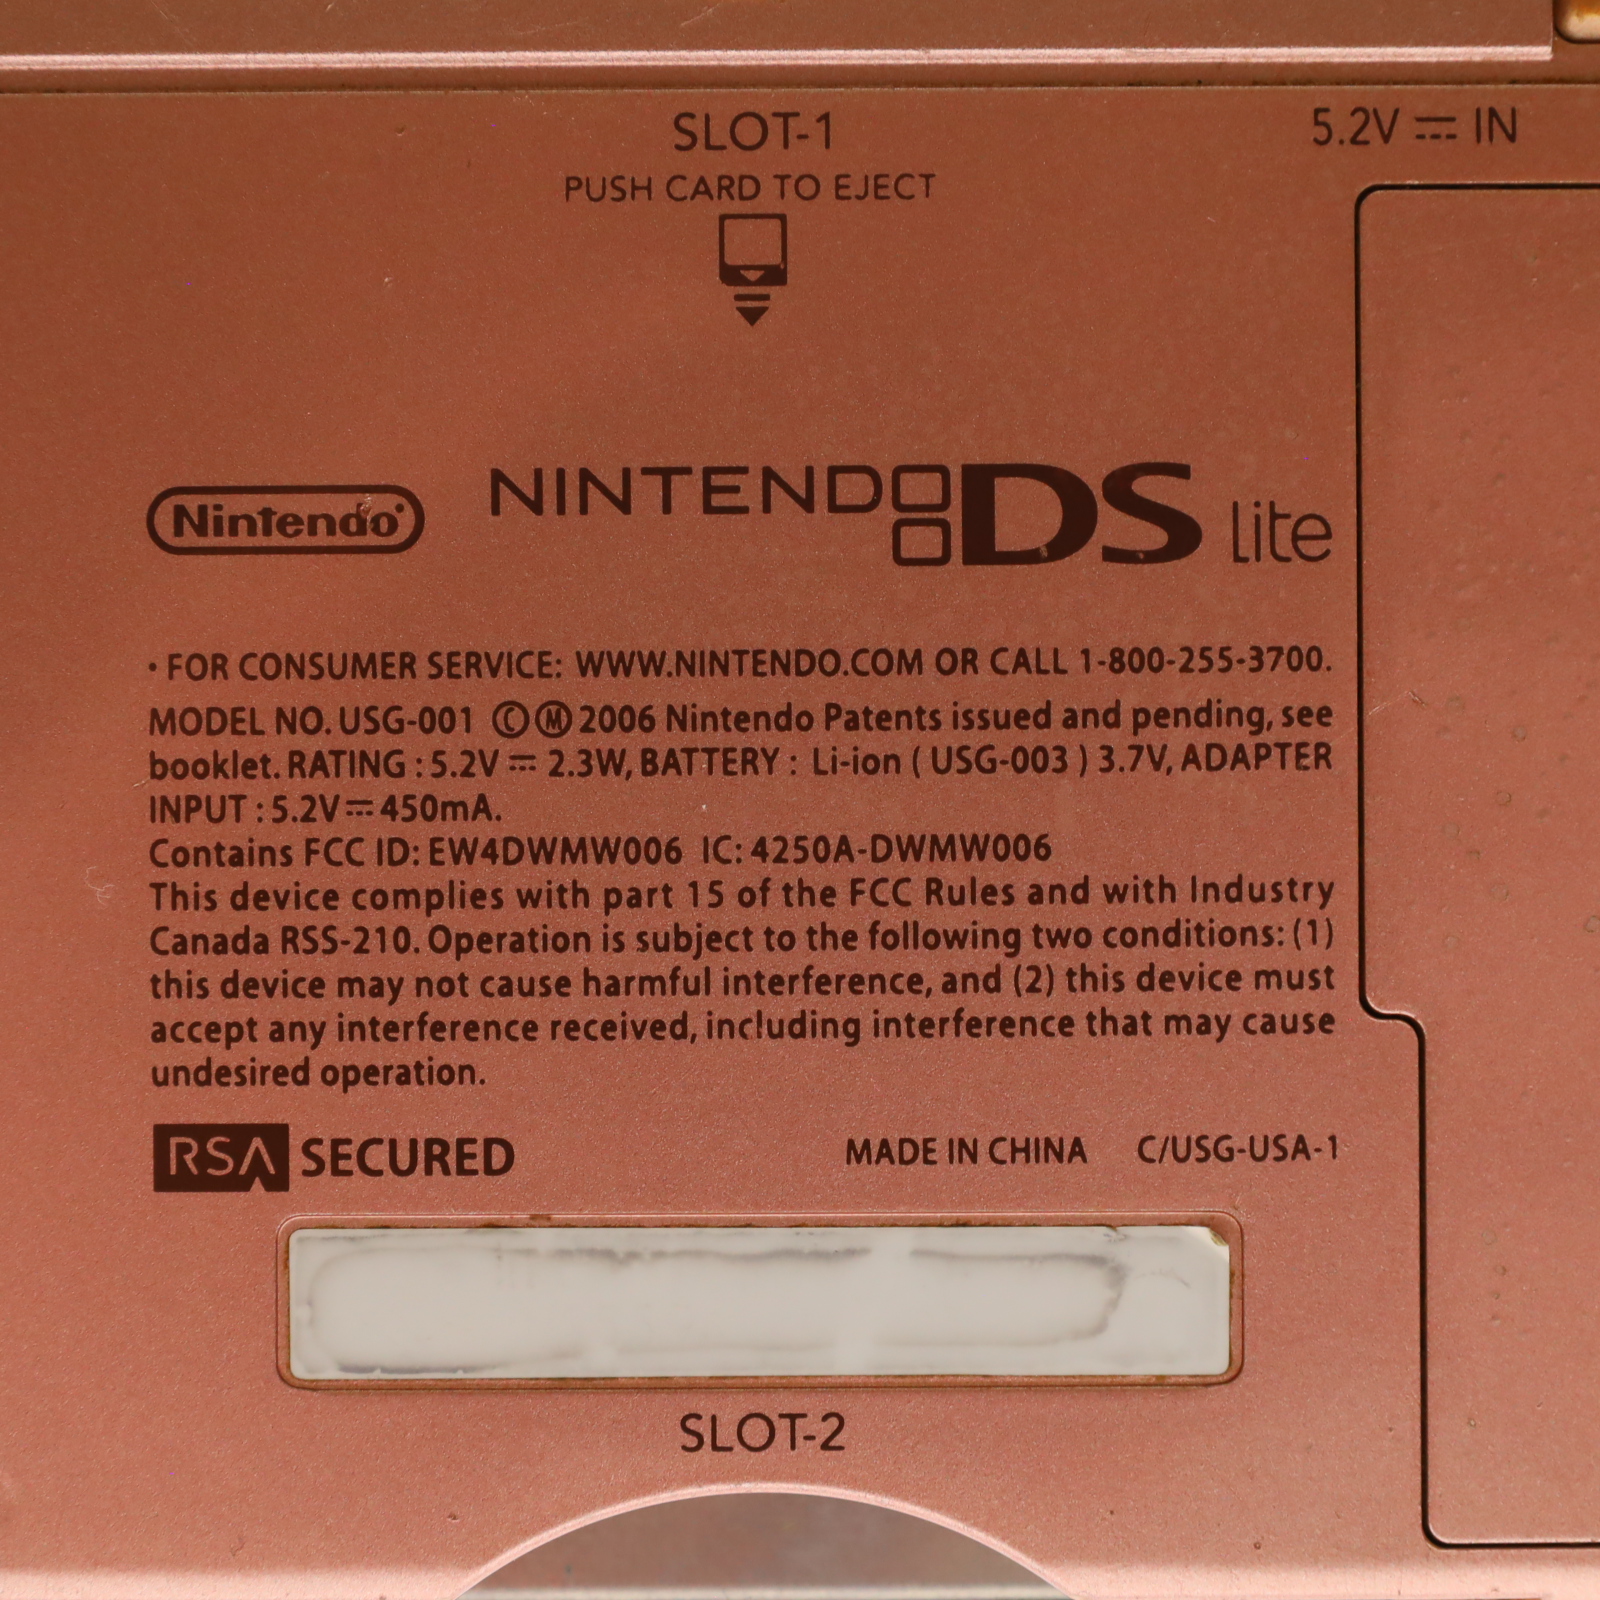 SLOT-1
5.2V ⎓ IN
PUSH CARD TO EJECT
Nintendo®
NINTENDO DS lite
• FOR CONSUMER SERVICE: WWW.NINTENDO.COM OR CALL 1-800-255-3700.
MODEL NO. USG-001 ©Ⓜ2006 Nintendo Patents issued and pending, see
booklet. RATING : 5.2V ⎓ 2.3W, BATTERY : Li-ion ( USG-003 ) 3.7V, ADAPTER
INPUT : 5.2V ⎓ 450mA.
Contains FCC ID: EW4DWMW006 IC: 4250A-DWMW006
This device complies with part 15 of the FCC Rules and with Industry
Canada RSS-210. Operation is subject to the following two conditions: (1)
this device may not cause harmful interference, and (2) this device must
accept any interference received, including interference that may cause
undesired operation.
RSA SECURED
MADE IN CHINA C/USG-USA-1
SLOT-2